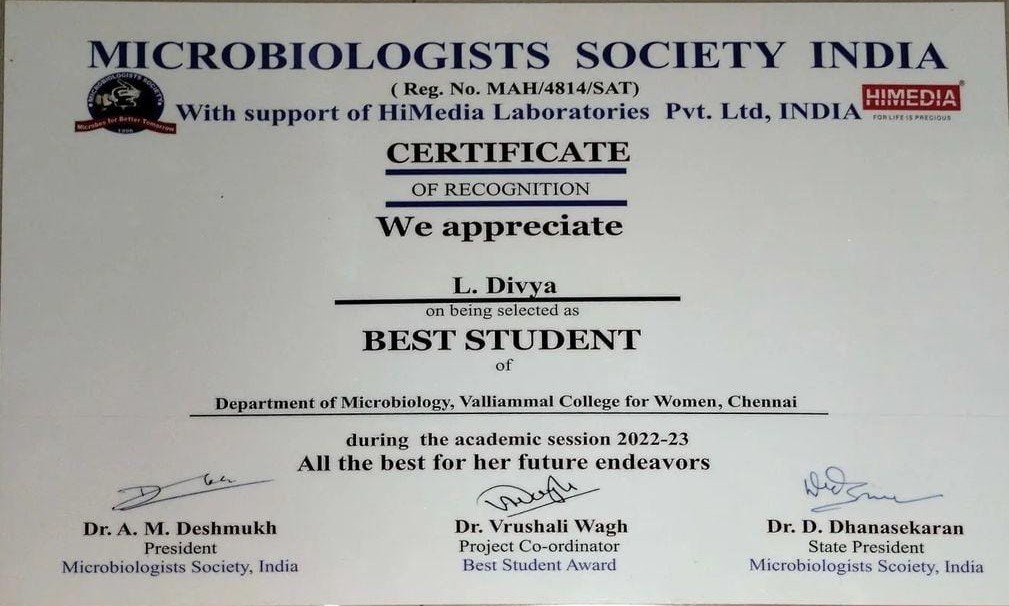 MICROBIOLOGISTS SOCIETY INDIA
( Reg. No. MAH/4814/SAT)
MICROBIOLOGISTS SOCIETY
Microbes for Better Tomorrow
With support of HiMedia Laboratories Pvt. Ltd, INDIA
HIMEDIA
FOR LIFE IS PRECIOUS
CERTIFICATE
OF RECOGNITION
We appreciate
L. Divya
on being selected as
BEST STUDENT
of
Department of Microbiology, Valliammal College for Women, Chennai
during the academic session 2022-23
All the best for her future endeavors
Dr. A. M. Deshmukh
President
Microbiologists Society, India
Dr. Vrushali Wagh
Project Co-ordinator
Best Student Award
Dr. D. Dhanasekaran
State President
Microbiologists Scoiety, India